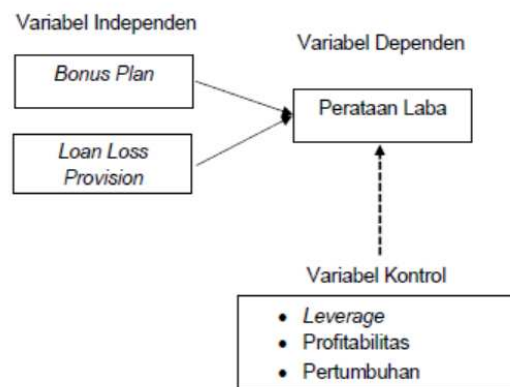 Variabel Independen
Bonus Plan
Loan Loss
Provision
Variabel Dependen
Perataan Laba
Variabel Kontrol
• Leverage
• Profitabilitas
• Pertumbuhan